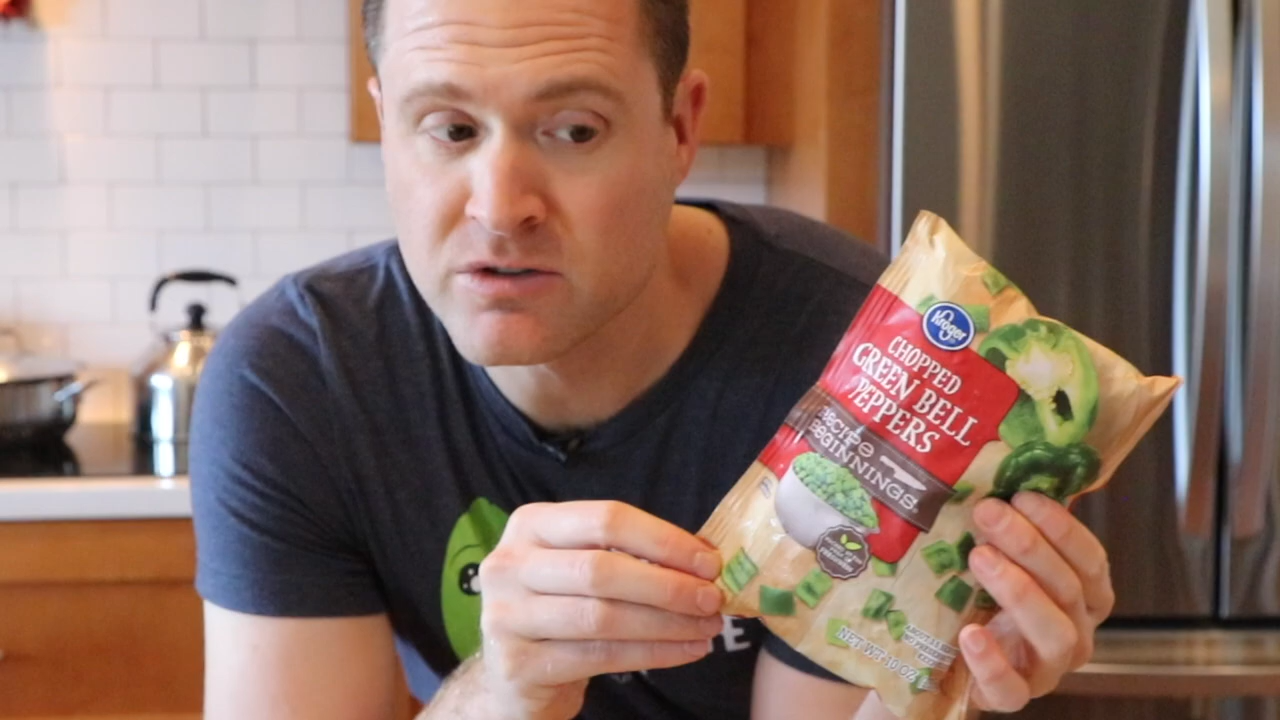 Kroger
CHOPPED
GREEN BELL
PEPPERS
RECIPE
BEGINNINGS
NET WT 10 OZ